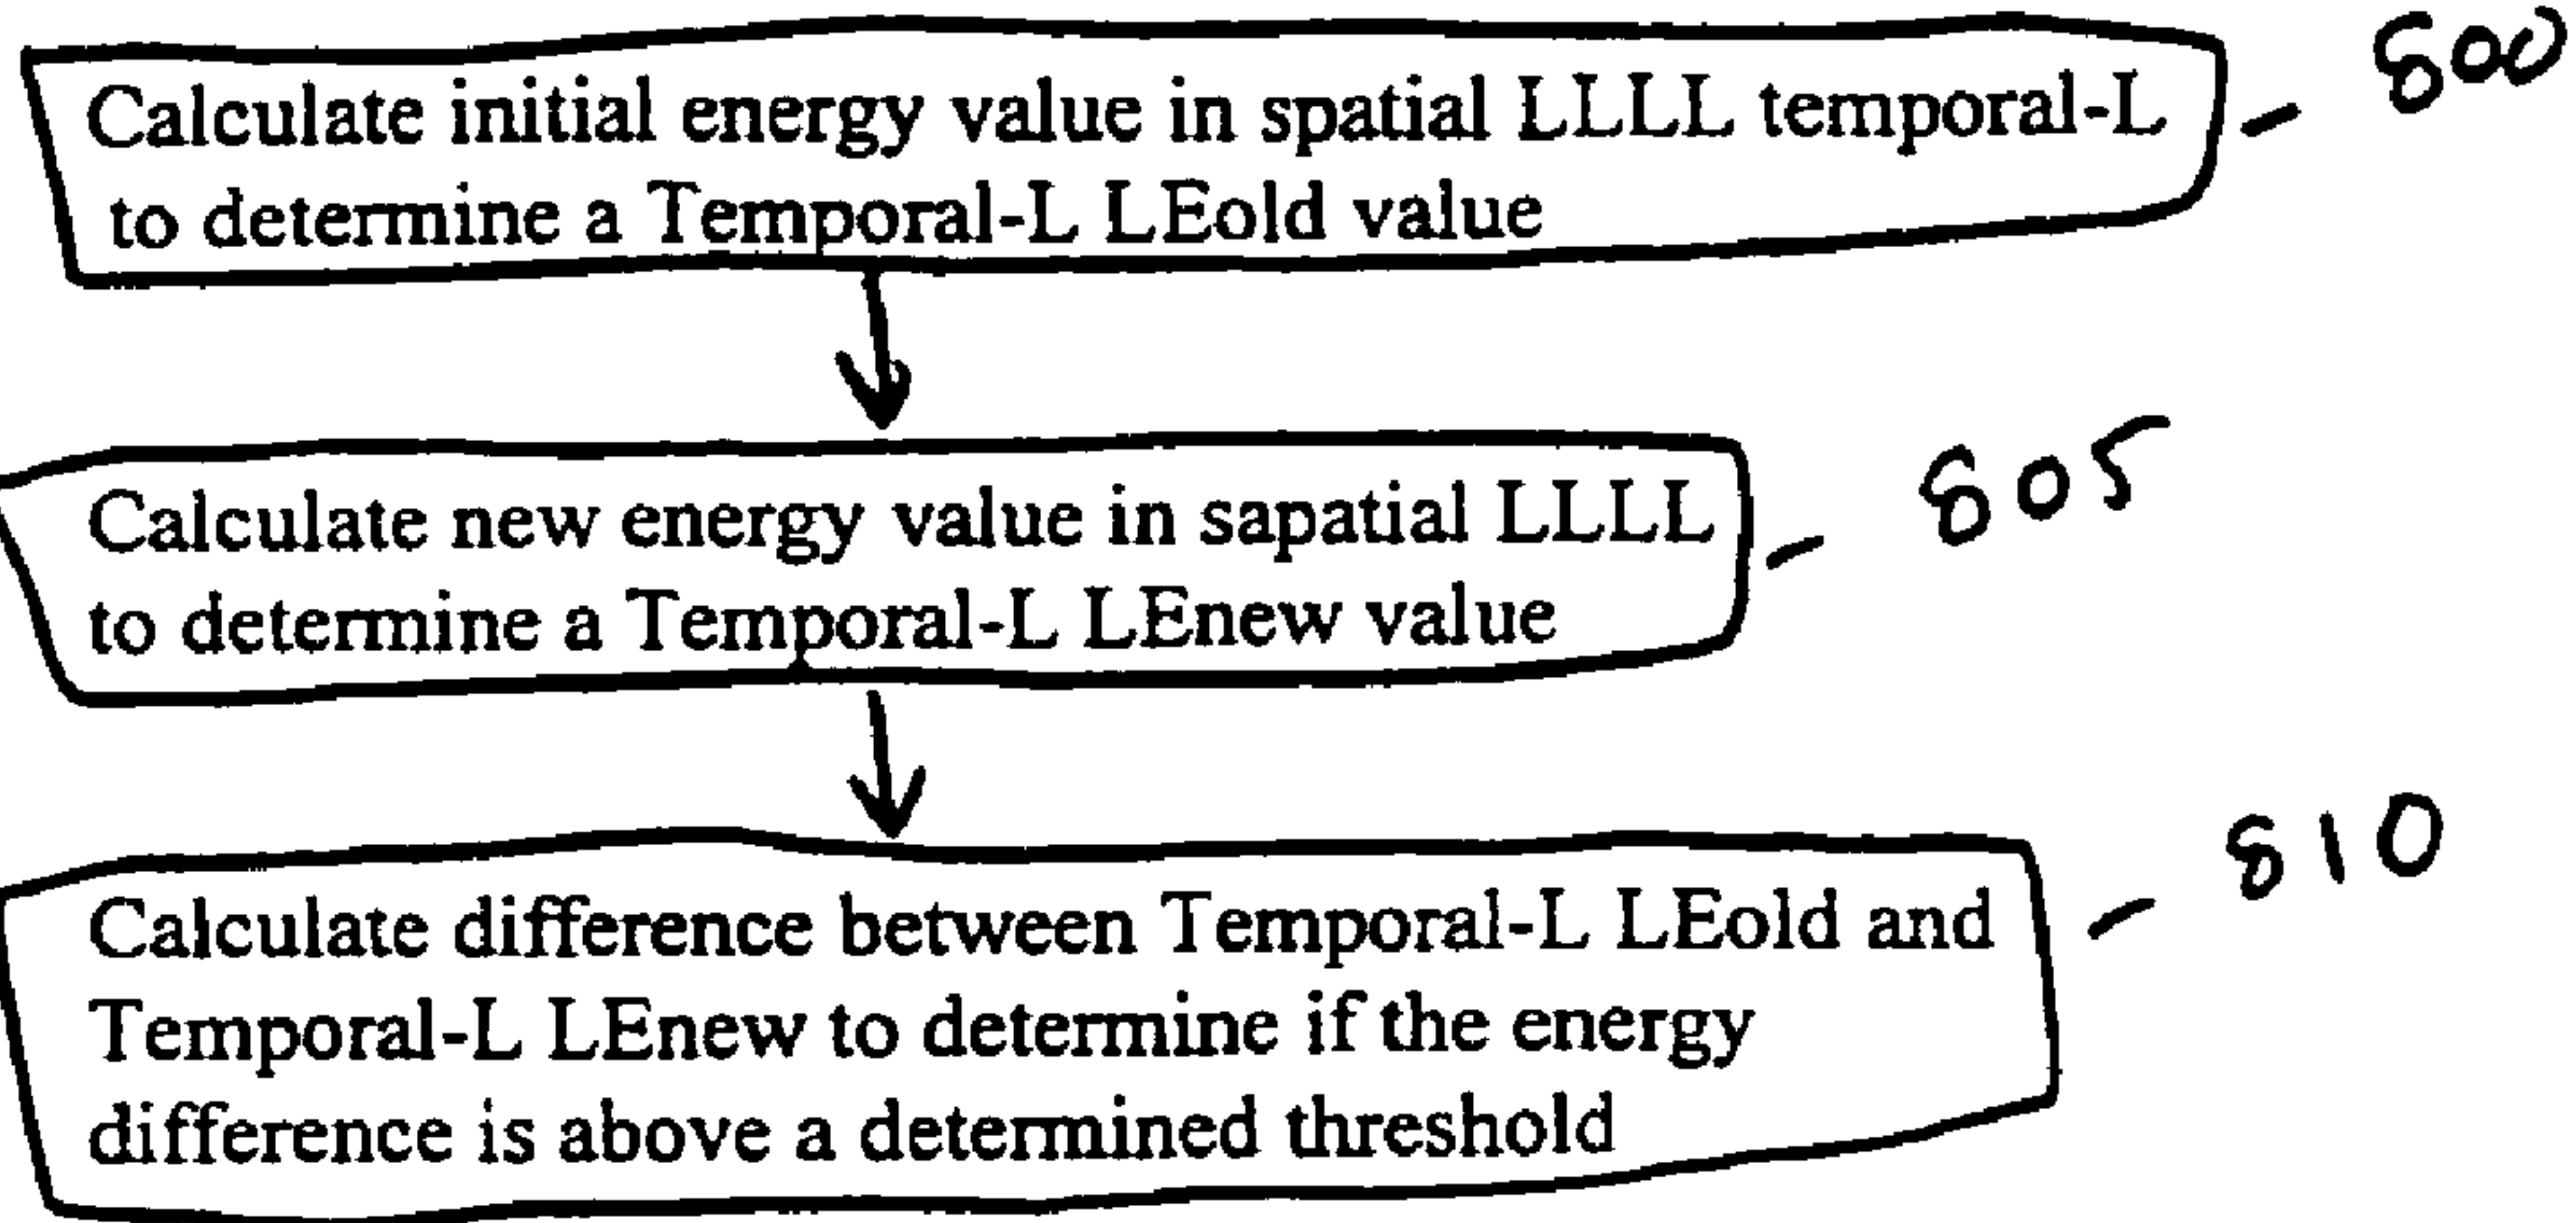 Calculate initial energy value in spatial LLLL temporal-L - 800
to determine a Temporal-L LEold value
Calculate new energy value in sapatial LLLL - 805
to determine a Temporal-L LEnew value
Calculate difference between Temporal-L LEold and - 810
Temporal-L LEnew to determine if the energy
difference is above a determined threshold